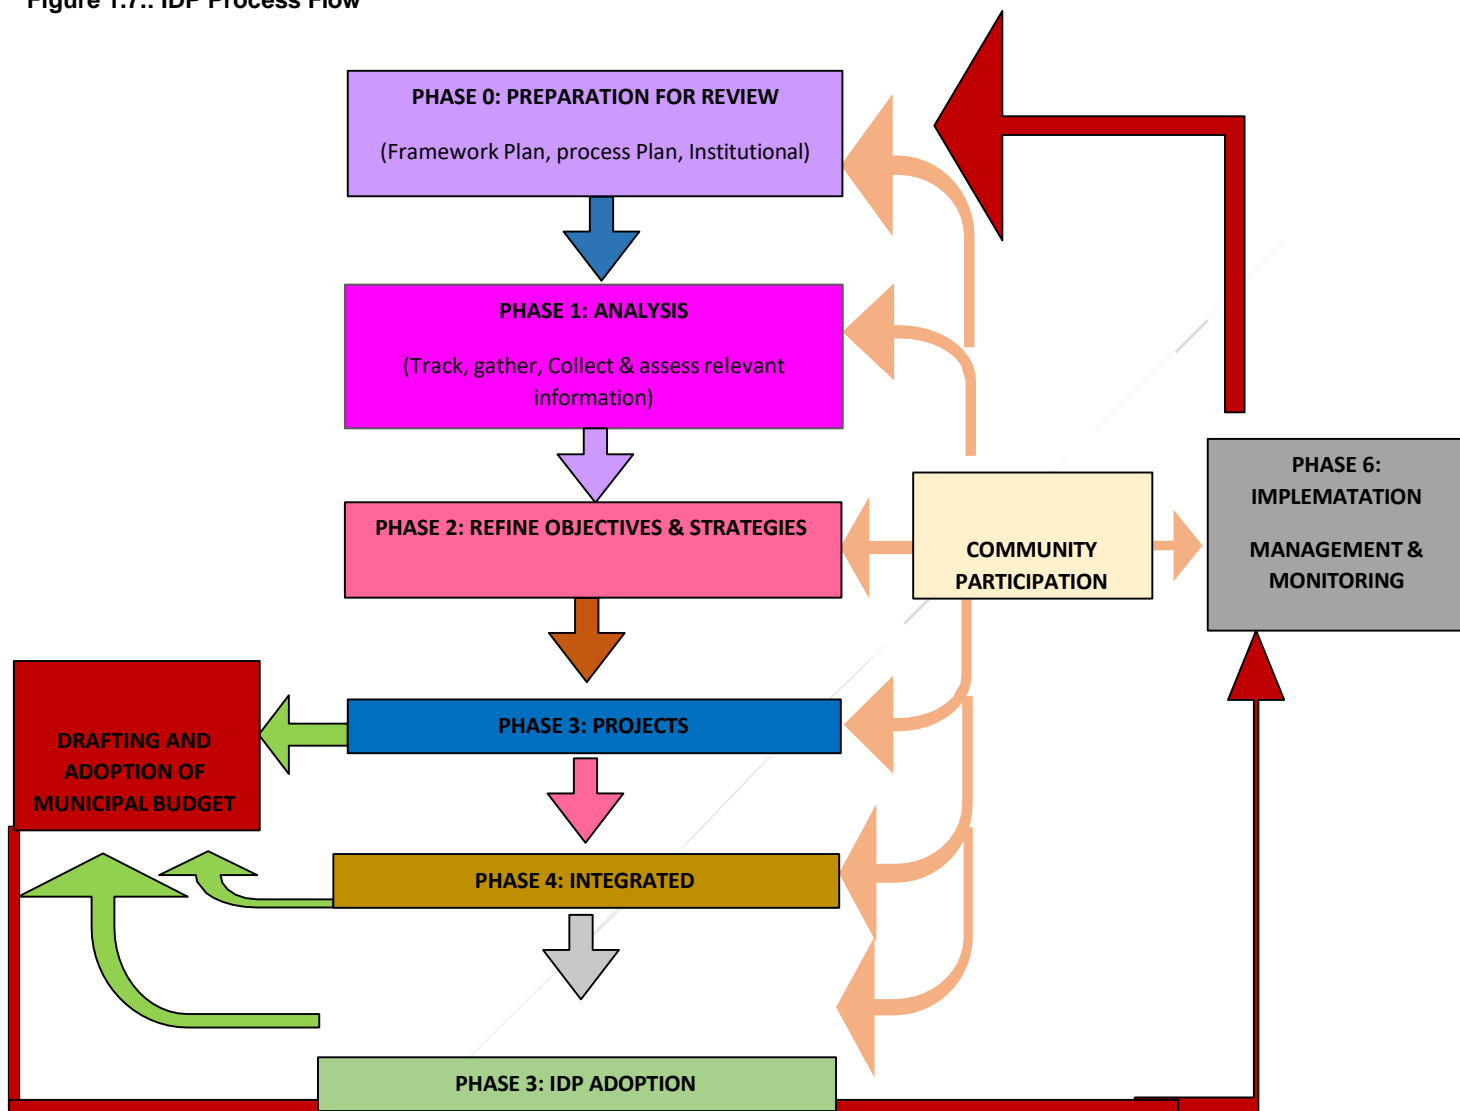 Figure 1.7.: IDP Process Flow
PHASE 0: PREPARATION FOR REVIEW
(Framework Plan, process Plan, Institutional)
PHASE 1: ANALYSIS
(Track, gather, Collect & assess relevant
information)
PHASE 2: REFINE OBJECTIVES & STRATEGIES
COMMUNITY
PARTICIPATION
PHASE 6:
IMPLEMATATION
MANAGEMENT &
MONITORING
PHASE 3: PROJECTS
DRAFTING AND
ADOPTION OF
MUNICIPAL BUDGET
PHASE 4: INTEGRATED
PHASE 3: IDP ADOPTION